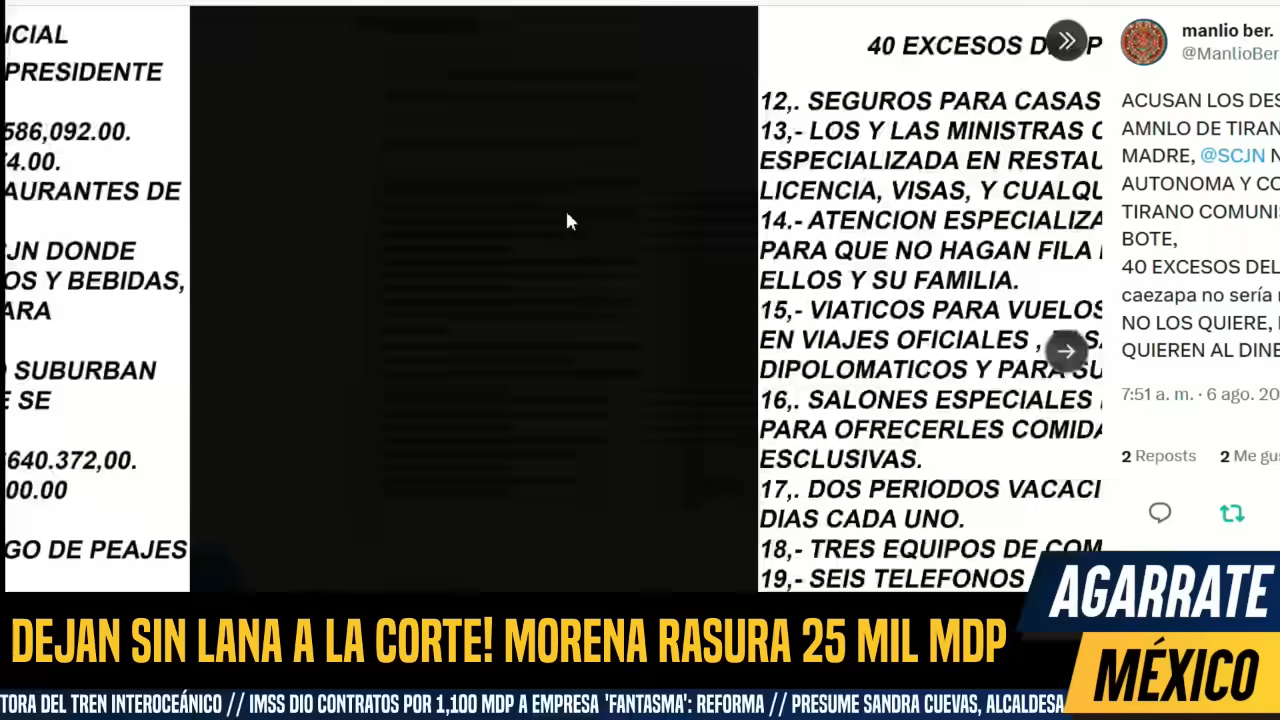 ICIAL
PRESIDENTE
586,092.00.
4.00.
AURANTES DE
JN DONDE
OS Y BEBIDAS,
ARA
SUBURBAN
E SE
640.372,00.
00.00
GO DE PEAJES
40 EXCESOS D
12,. SEGUROS PARA CASAS
13,- LOS Y LAS MINISTRAS C
ESPECIALIZADA EN RESTAU
LICENCIA, VISAS, Y CUALQU
14.- ATENCION ESPECIALIZA
PARA QUE NO HAGAN FILA
ELLOS Y SU FAMILIA.
15,- VIATICOS PARA VUELOS
EN VIAJES OFICIALES ,
DIPOLOMATICOS Y PARA SU
16,. SALONES ESPECIALES
PARA OFRECERLES COMIDA
ESCLUSIVAS.
17,. DOS PERIODOS VACACI
DIAS CADA UNO.
18,- TRES EQUIPOS DE COM
19,- SEIS TELEFONOS
manlio ber.
@ManlioBer
ACUSAN LOS DES
AMNLO DE TIRAN
MADRE, @SCJN N
AUTONOMA Y CO
TIRANO COMUNIS
BOTE,
40 EXCESOS DEL
caezapa no sería
NO LOS QUIERE,
QUIEREN AL DINE
7:51 a. m. · 6 ago. 20
2 Reposts 2 Me gu
AGARRATE
MÉXICO
DEJAN SIN LANA A LA CORTE! MORENA RASURA 25 MIL MDP
TORA DEL TREN INTEROCEÁNICO // IMSS DIO CONTRATOS POR 1,100 MDP A EMPRESA 'FANTASMA': REFORMA // PRESUME SANDRA CUEVAS, ALCALDESA